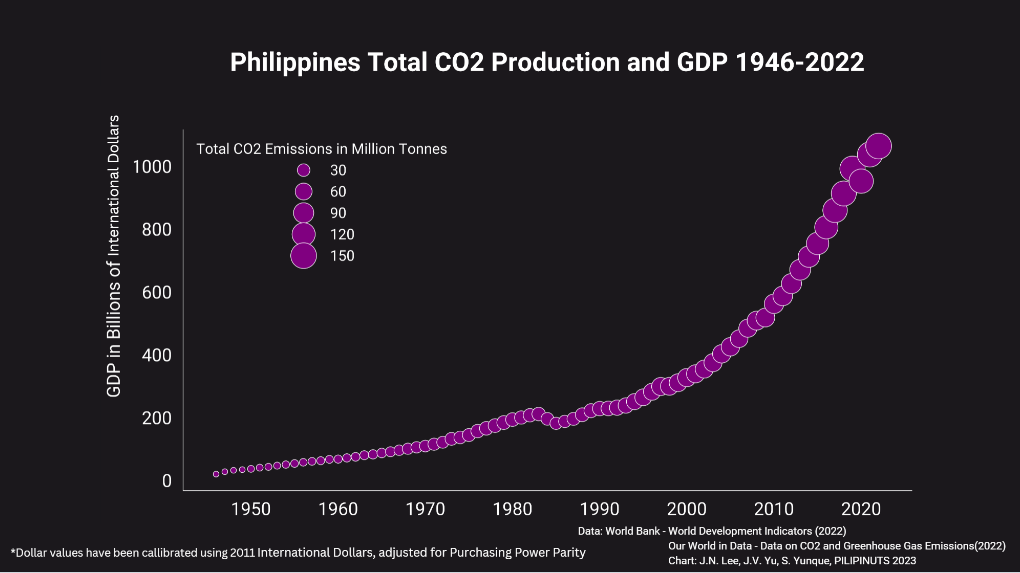 Philippines Total CO2 Production and GDP 1946-2022
GDP in Billions of International Dollars
Total CO2 Emissions in Million Tonnes
30
60
90
120
150
1000
800
600
400
200
0
1950 1960 1970 1980 1990 2000 2010 2020
Data: World Bank - World Development Indicators (2022)
Our World in Data - Data on CO2 and Greenhouse Gas Emissions(2022)
Chart: J.N. Lee, J.V. Yu, S. Yunque, PILIPINUTS 2023
*Dollar values have been callibrated using 2011 International Dollars, adjusted for Purchasing Power Parity